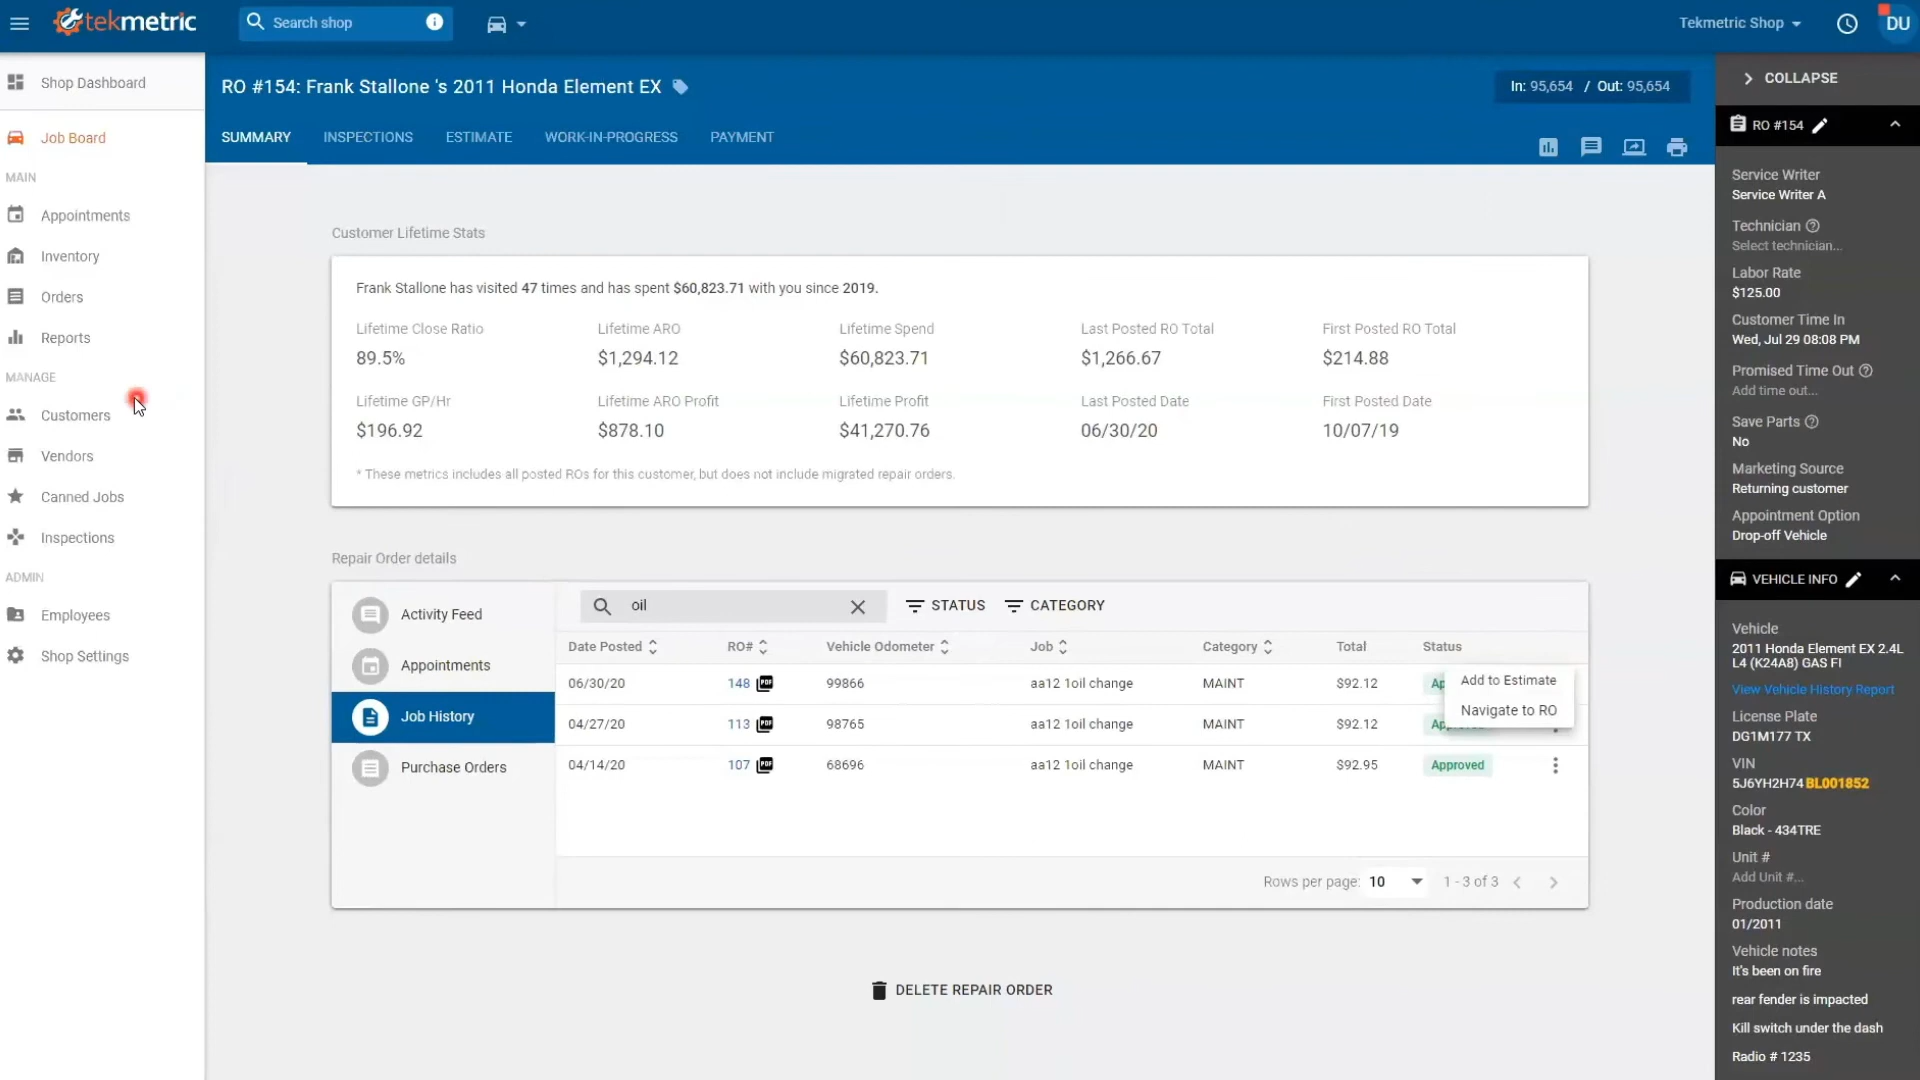 tekmetric
Search shop
Tekmetric Shop
DU
Shop Dashboard
Job Board
MAIN
Appointments
Inventory
Orders
Reports
MANAGE
Customers
Vendors
Canned Jobs
Inspections
ADMIN
Employees
Shop Settings
RO #154: Frank Stallone 's 2011 Honda Element EX
In: 95,654 / Out: 95,654
SUMMARY INSPECTIONS ESTIMATE WORK-IN-PROGRESS PAYMENT
Customer Lifetime Stats
Frank Stallone has visited 47 times and has spent $60,823.71 with you since 2019.
Lifetime Close Ratio Lifetime ARO Lifetime Spend Last Posted RO Total First Posted RO Total
89.5% $1,294.12 $60,823.71 $1,266.67 $214.88
Lifetime GP/Hr Lifetime ARO Profit Lifetime Profit Last Posted Date First Posted Date
$196.92 $878.10 $41,270.76 06/30/20 10/07/19
* These metrics includes all posted ROs for this customer, but does not include migrated repair orders.
Repair Order details
Activity Feed
Appointments
Job History
Purchase Orders
oil STATUS CATEGORY
Date Posted RO# Vehicle Odometer Job Category Total Status
06/30/20 148 PDF 99866 aa12 1oil change MAINT $92.12 Ap
04/27/20 113 PDF 98765 aa12 1oil change MAINT $92.12
04/14/20 107 PDF 68696 aa12 1oil change MAINT $92.95 Approved
Add to Estimate
Navigate to RO
Rows per page: 10 1 - 3 of 3
DELETE REPAIR ORDER
COLLAPSE
RO #154
Service Writer
Service Writer A
Technician
Select technician...
Labor Rate
$125.00
Customer Time In
Wed, Jul 29 08:08 PM
Promised Time Out
Add time out...
Save Parts
No
Marketing Source
Returning customer
Appointment Option
Drop-off Vehicle
VEHICLE INFO
Vehicle
2011 Honda Element EX 2.4L
L4 (K24A8) GAS FI
View Vehicle History Report
License Plate
DG1M177 TX
VIN
5J6YH2H74BL001852
Color
Black - 434TRE
Unit #
Add Unit #...
Production date
01/2011
Vehicle notes
It's been on fire
rear fender is impacted
Kill switch under the dash
Radio # 1235